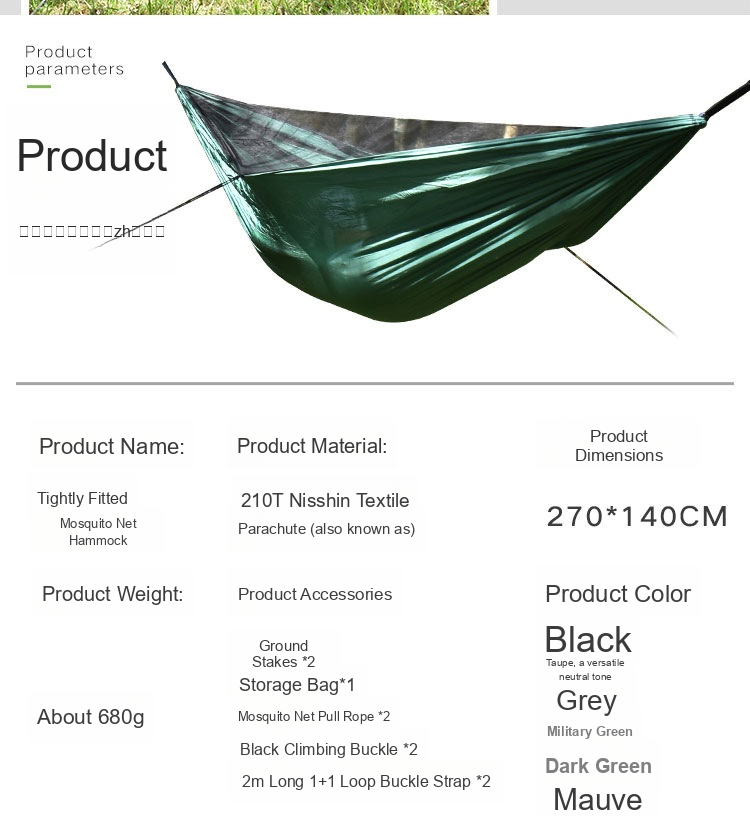 Product
parameters
Product
zh
Product Name:
Tightly Fitted
Mosquito Net
Hammock
Product Material:
210T Nisshin Textile
Parachute (also known as)
Product
Dimensions
270*140CM
Product Weight:
About 680g
Product Accessories
Ground
Stakes *2
Storage Bag*1
Mosquito Net Pull Rope *2
Black Climbing Buckle *2
2m Long 1+1 Loop Buckle Strap *2
Product Color
Black
Taupe, a versatile
neutral tone
Grey
Military Green
Dark Green
Mauve